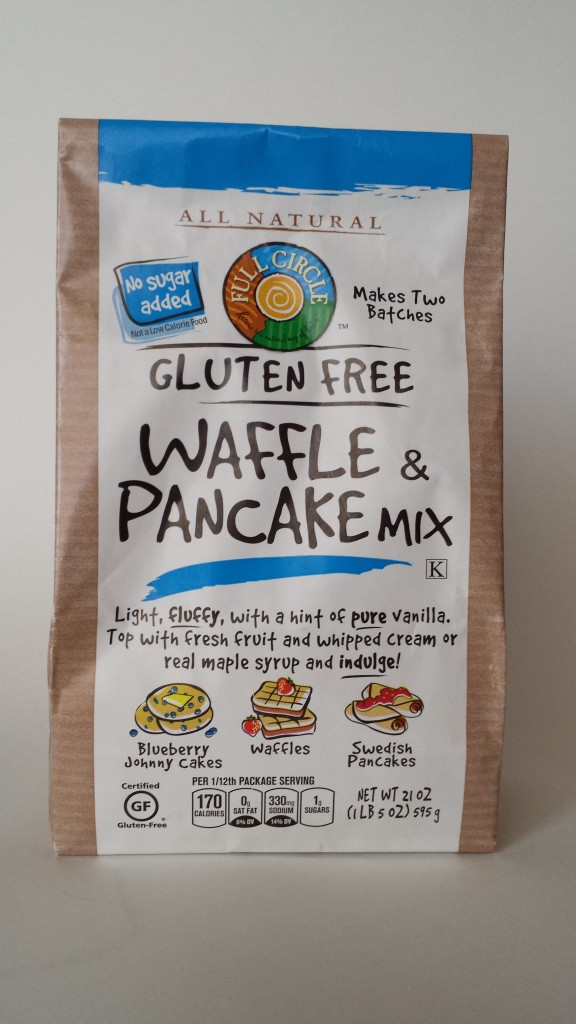 ALL NATURAL
No sugar
added
Not a Low Calorie Food
FULL CIRCLE
TM
Makes Two
Batches
GLUTEN FREE
WAFFLE &
PANCAKE MIX
K
Light, fluffy, with a hint of pure vanilla.
Top with fresh fruit and whipped cream or
real maple syrup and indulge!
Blueberry
Johnny Cakes
Waffles
Swedish
Pancakes
Certified
GF
Gluten-Free
PER 1/12th PACKAGE SERVING
170
CALORIES
0g
SAT FAT
0% DV
330mg
SODIUM
14% DV
1g
SUGARS
NET WT 21 OZ
(1 LB 5 OZ) 595 g